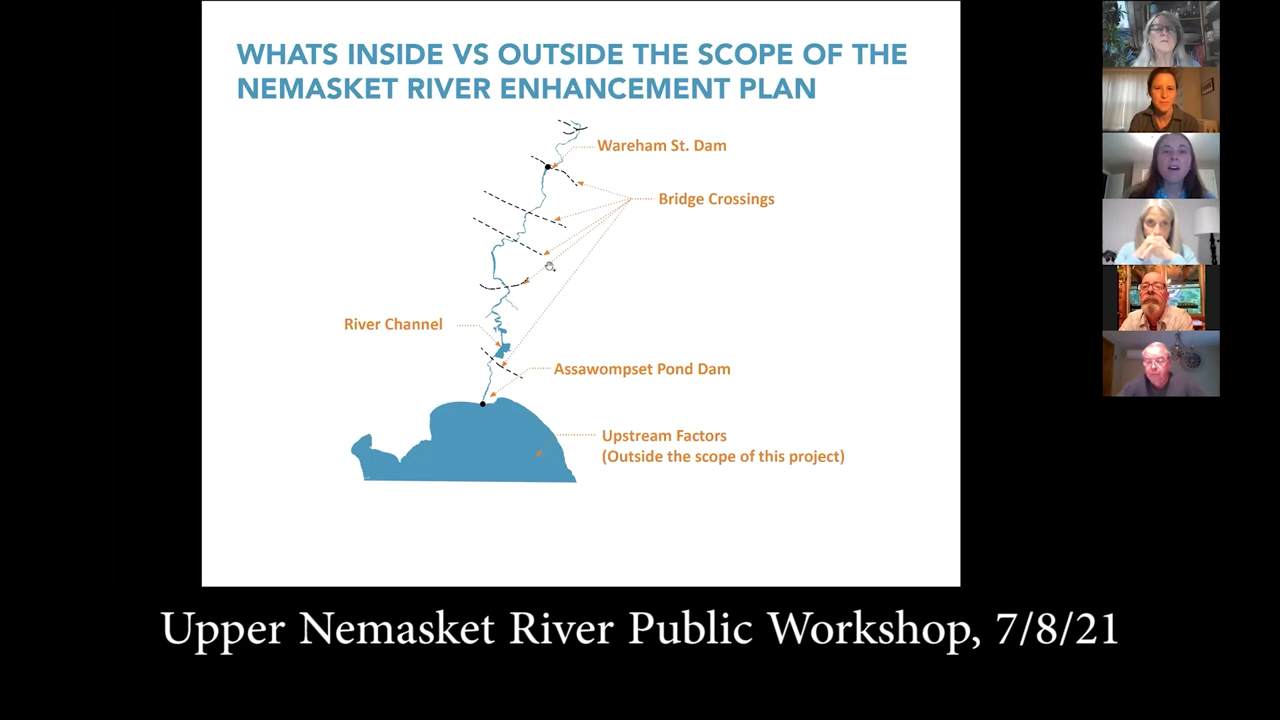 WHATS INSIDE VS OUTSIDE THE SCOPE OF THE
NEMASKET RIVER ENHANCEMENT PLAN
Wareham St. Dam
Bridge Crossings
River Channel
Assawompset Pond Dam
Upstream Factors
(Outside the scope of this project)
Upper Nemasket River Public Workshop, 7/8/21